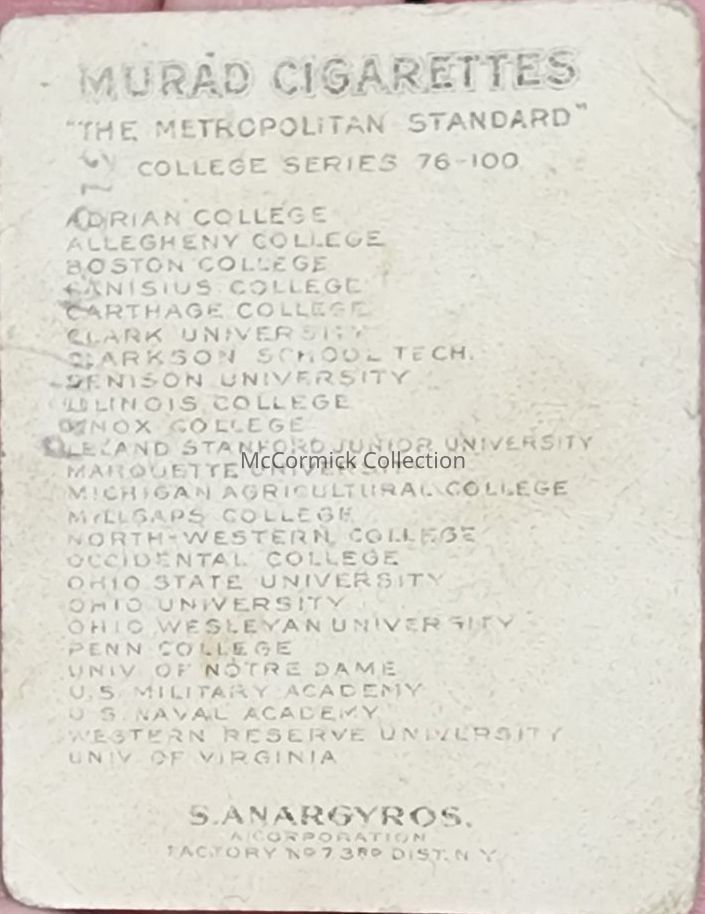 MURAD CIGARETTES
"THE METROPOLITAN STANDARD"
COLLEGE SERIES 76-100
ADRIAN COLLEGE
ALLEGHENY COLLEGE
BOSTON COLLEGE
CANISIUS COLLEGE
CARTHAGE COLLEGE
CLARK UNIVERSITY
CLARKSON SCHOOL TECH.
DENISON UNIVERSITY
ILLINOIS COLLEGE
KNOX COLLEGE
LELAND STANFORD JUNIOR UNIVERSITY
MARQUETTE UNIVERSITY
McCormick Collection
MICHIGAN AGRICULTURAL COLLEGE
MILLSAPS COLLEGE
NORTH-WESTERN COLLEGE
OCCIDENTAL COLLEGE
OHIO STATE UNIVERSITY
OHIO UNIVERSITY
OHIO WESLEYAN UNIVERSITY
PENN COLLEGE
UNIV. OF NOTRE DAME
U.S. MILITARY ACADEMY
U.S. NAVAL ACADEMY
WESTERN RESERVE UNIVERSITY
UNIV. OF VIRGINIA
S. ANARGYROS.
A CORPORATION
FACTORY Nº 7 3RD DIST. N.Y.